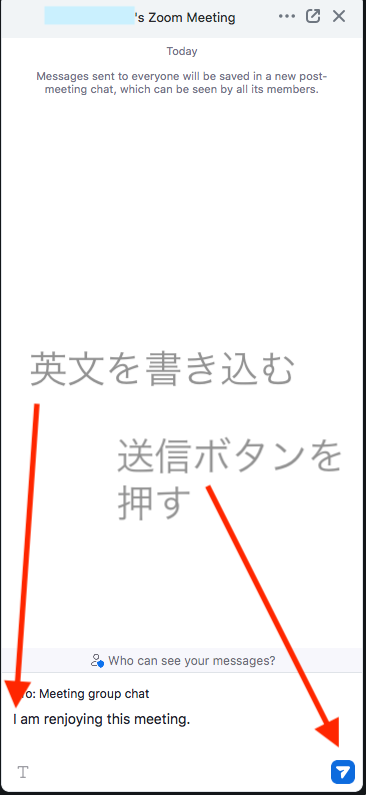 's Zoom Meeting
Today
Messages sent to everyone will be saved in a new post-
meeting chat, which can be seen by all its members.
英文を書き込む
送信ボタンを
押す
Who can see your messages?
To: Meeting group chat
I am renjoying this meeting.
T